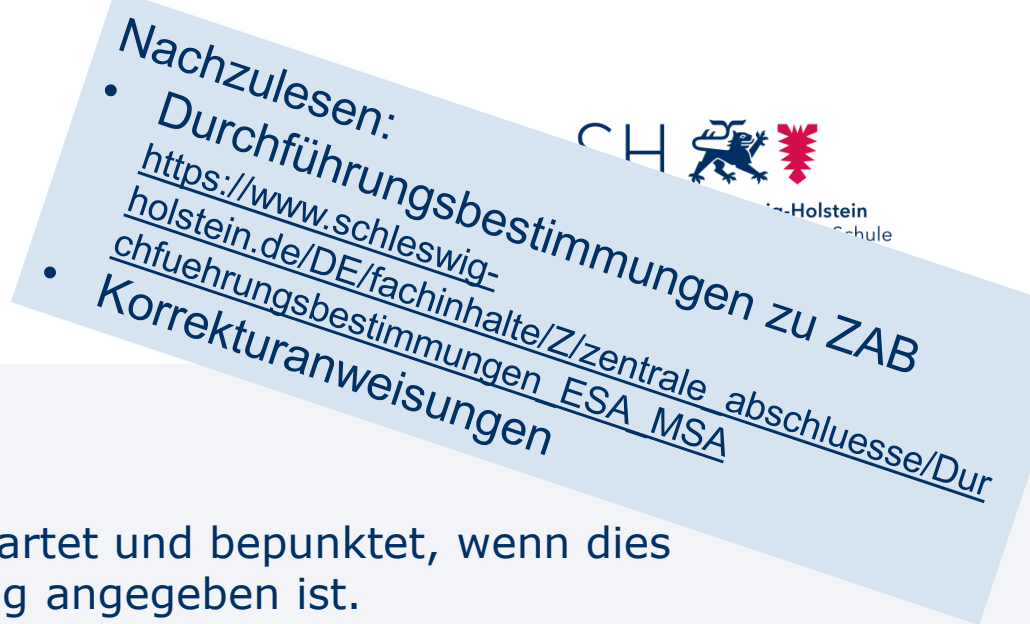 Nachzulesen:
• Durchführungsbestimmungen zu ZAB
https://www.schleswig-
holstein.de/DE/fachinhalte/Z/zentrale_abschluesse/Dur
chfuehrungsbestimmungen_ESA_MSA
• Korrekturanweisungen
SH
-Holstein
artet und bepunktet, wenn dies
g angegeben ist.